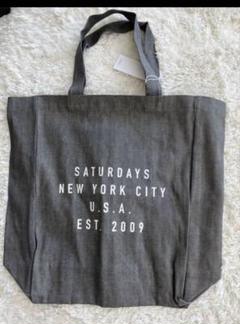 SATURDAYS
NEW YORK CITY
U.S.A.
EST. 2009